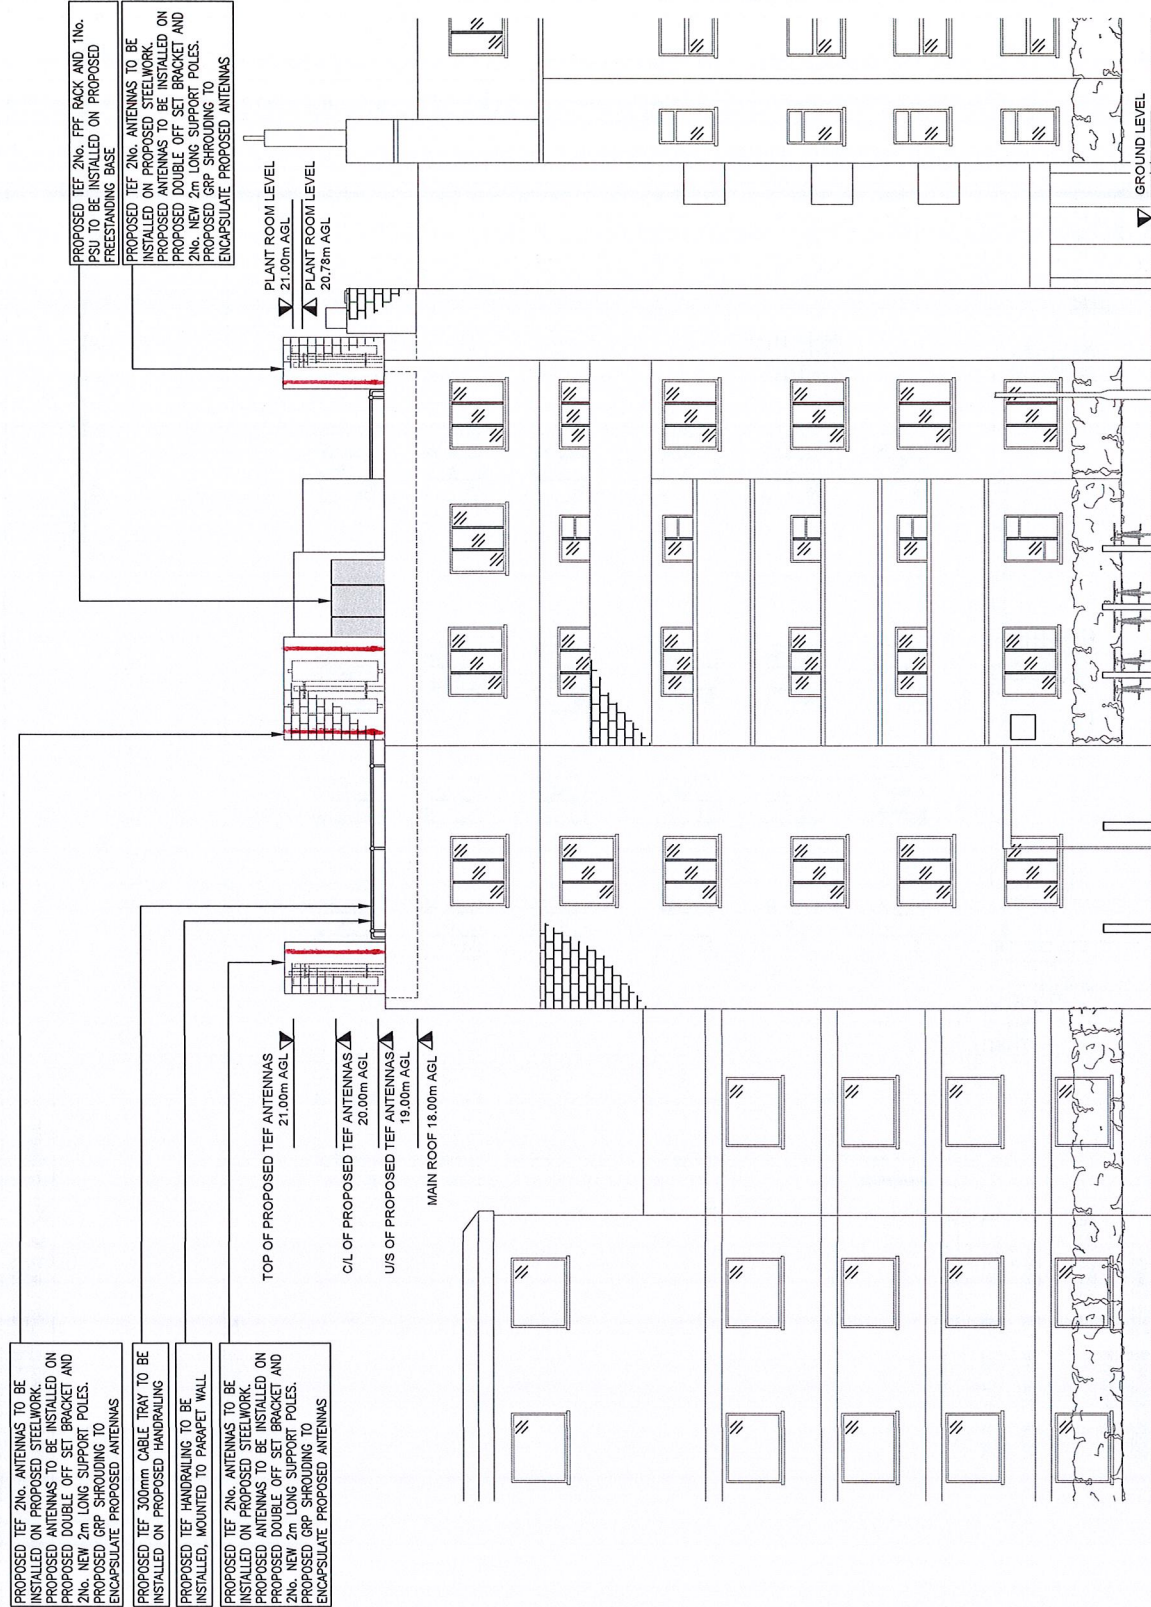 PROPOSED TEF 2No. ANTENNAS TO BE
INSTALLED ON PROPOSED STEELWORK.
PROPOSED ANTENNAS TO BE INSTALLED ON
PROPOSED DOUBLE OFF SET BRACKET AND
2No. NEW 2m LONG SUPPORT POLES.
PROPOSED GRP SHROUDING TO
ENCAPSULATE PROPOSED ANTENNAS
PROPOSED TEF 300mm CABLE TRAY TO BE
INSTALLED ON PROPOSED HANDRAILING
PROPOSED TEF HANDRAILING TO BE
INSTALLED, MOUNTED TO PARAPET WALL
PROPOSED TEF 2No. ANTENNAS TO BE
INSTALLED ON PROPOSED STEELWORK.
PROPOSED ANTENNAS TO BE INSTALLED ON
PROPOSED DOUBLE OFF SET BRACKET AND
2No. NEW 2m LONG SUPPORT POLES.
PROPOSED GRP SHROUDING TO
ENCAPSULATE PROPOSED ANTENNAS
TOP OF PROPOSED TEF ANTENNAS
21.00m AGL
C/L OF PROPOSED TEF ANTENNAS
20.00m AGL
U/S OF PROPOSED TEF ANTENNAS
19.00m AGL
MAIN ROOF 18.00m AGL
PROPOSED TEF 2No. FPF RACK AND 1No.
PSU TO BE INSTALLED ON PROPOSED
FREESTANDING BASE
PROPOSED TEF 2No. ANTENNAS TO BE
INSTALLED ON PROPOSED STEELWORK.
PROPOSED ANTENNAS TO BE INSTALLED ON
PROPOSED DOUBLE OFF SET BRACKET AND
2No. NEW 2m LONG SUPPORT POLES.
PROPOSED GRP SHROUDING TO
ENCAPSULATE PROPOSED ANTENNAS
PLANT ROOM LEVEL
21.00m AGL
PLANT ROOM LEVEL
20.78m AGL
GROUND LEVEL